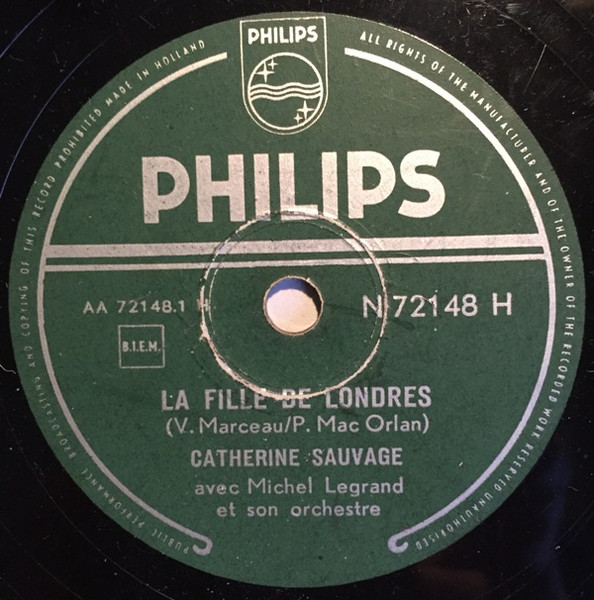 PHILIPS
PHILIPS
AA 72148.1 H
N 72148 H
B.I.E.M.
LA FILLE DE LONDRES
(V. Marceau/P. Mac Orlan)
CATHERINE SAUVAGE
avec Michel Legrand
et son orchestre
ALL RIGHTS OF THE MANUFACTURER AND OF THE OWNER OF THE RECORDED WORK RESERVED UNAUTHORISED
PUBLIC PERFORMANCE BROADCASTING AND COPYING OF THIS RECORD PROHIBITED MADE IN HOLLAND